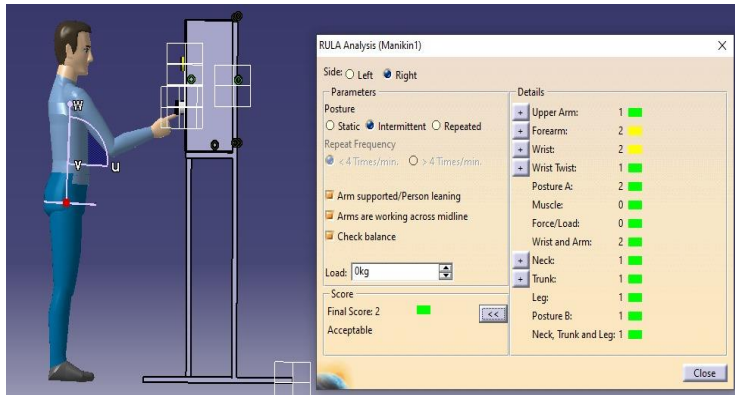 W
V
U
RULA Analysis (Manikin1)
X
Side: Left Right
Parameters
Posture
Static Intermittent Repeated
Repeat Frequency
< 4 Times/min. > 4 Times/min.
Arm supported/Person leaning
Arms are working across midline
Check balance
Load: 0kg
Score
Final Score: 2
<<
Acceptable
Details
+ Upper Arm: 1
+ Forearm: 2
+ Wrist: 2
+ Wrist Twist: 1
Posture A: 2
Muscle: 0
Force/Load: 0
Wrist and Arm: 2
+ Neck: 1
+ Trunk: 1
Leg: 1
Posture B: 1
Neck, Trunk and Leg: 1
Close